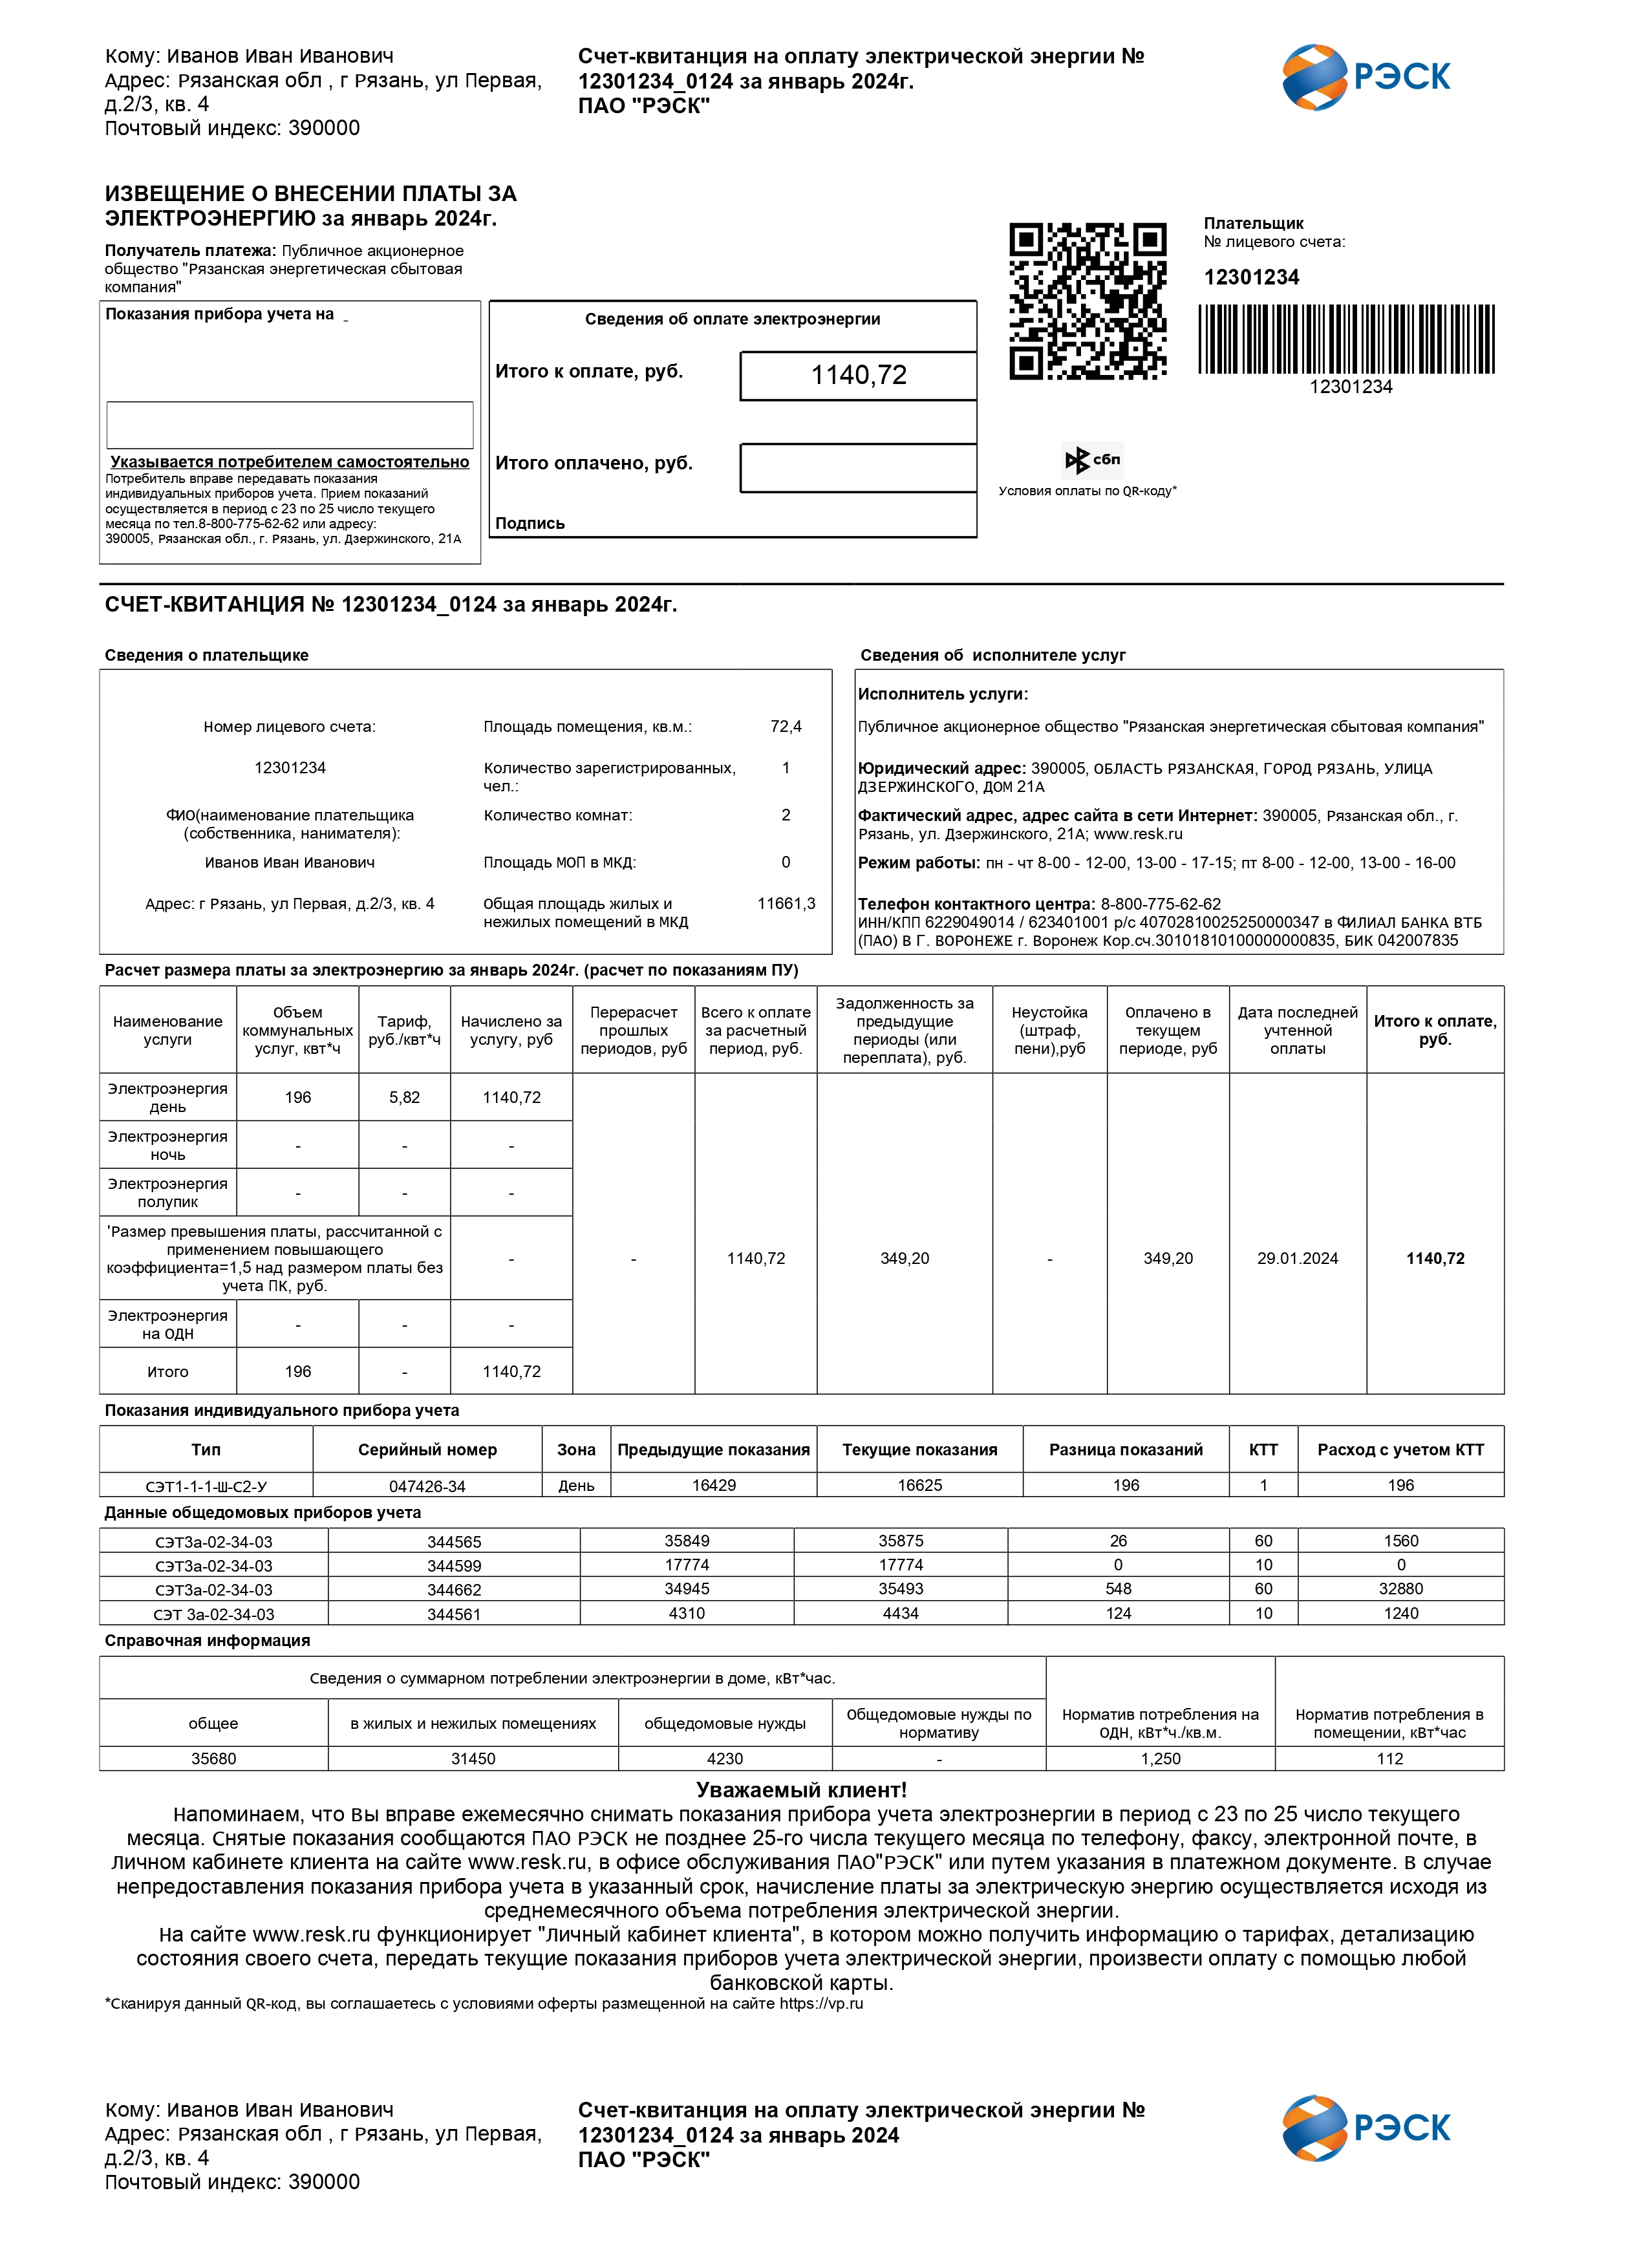 Кому: Иванов Иван Иванович
Адрес: Рязанская обл , г Рязань, ул Первая,
д.2/3, кв. 4
Почтовый индекс: 390000
Счет-квитанция на оплату электрической энергии №
12301234_0124 за январь 2024г.
ПАО "РЭСК"
РЭСК
ИЗВЕЩЕНИЕ О ВНЕСЕНИИ ПЛАТЫ ЗА
ЭЛЕКТРОЭНЕРГИЮ за январь 2024г.
Получатель платежа: Публичное акционерное
общество "Рязанская энергетическая сбытовая
компания"
Показания прибора учета на _
Указывается потребителем самостоятельно
Потребитель вправе передавать показания
индивидуальных приборов учета. Прием показаний
осуществляется в период с 23 по 25 число текущего
месяца по тел.8-800-775-62-62 или адресу:
390005, Рязанская обл., г. Рязань, ул. Дзержинского, 21А
Сведения об оплате электроэнергии
Итого к оплате, руб.
1140,72
Итого оплачено, руб.
Подпись
сбп
Условия оплаты по QR-коду*
Плательщик
№ лицевого счета:
12301234
12301234
СЧЕТ-КВИТАНЦИЯ № 12301234_0124 за январь 2024г.
Сведения о плательщике
Номер лицевого счета:
12301234
ФИО(наименование плательщика
(собственника, нанимателя):
Иванов Иван Иванович
Адрес: г Рязань, ул Первая, д.2/3, кв. 4
Площадь помещения, кв.м.: 72,4
Количество зарегистрированных, 1
чел.:
Количество комнат: 2
Площадь МОП в МКД: 0
Общая площадь жилых и 11661,3
нежилых помещений в МКД
Сведения об исполнителе услуг
Исполнитель услуги:
Публичное акционерное общество "Рязанская энергетическая сбытовая компания"
Юридический адрес: 390005, ОБЛАСТЬ РЯЗАНСКАЯ, ГОРОД РЯЗАНЬ, УЛИЦА
ДЗЕРЖИНСКОГО, ДОМ 21А
Фактический адрес, адрес сайта в сети Интернет: 390005, Рязанская обл., г.
Рязань, ул. Дзержинского, 21А; www.resk.ru
Режим работы: пн - чт 8-00 - 12-00, 13-00 - 17-15; пт 8-00 - 12-00, 13-00 - 16-00
Телефон контактного центра: 8-800-775-62-62
ИНН/КПП 6229049014 / 623401001 р/с 40702810025250000347 в ФИЛИАЛ БАНКА ВТБ
(ПАО) В Г. ВОРОНЕЖЕ г. Воронеж Кор.сч.30101810100000000835, БИК 042007835
Расчет размера платы за электроэнергию за январь 2024г. (расчет по показаниям ПУ)
Наименование
услуги
Объем
коммунальных
услуг, квт*ч
Тариф,
руб./квт*ч
Начислено за
услугу, руб
Перерасчет
прошлых
периодов, руб
Всего к оплате
за расчетный
период, руб.
Задолженность за
предыдущие
периоды (или
переплата), руб.
Неустойка
(штраф,
пени),руб
Оплачено в
текущем
периоде, руб
Дата последней
учтенной
оплаты
Итого к оплате,
руб.
Электроэнергия
день
196 5,82 1140,72
Электроэнергия
ночь
- - -
Электроэнергия
полупик
- - -
'Размер превышения платы, рассчитанной с
применением повышающего
коэффициента=1,5 над размером платы без
учета ПК, руб.
-
- 1140,72 349,20 - 349,20 29.01.2024 1140,72
Электроэнергия
на ОДН
- - -
Итого 196 - 1140,72
Показания индивидуального прибора учета
Тип Серийный номер Зона Предыдущие показания Текущие показания Разница показаний КТТ Расход с учетом КТТ
СЭТ1-1-1-Ш-С2-У 047426-34 День 16429 16625 196 1 196
Данные общедомовых приборов учета
СЭТ3а-02-34-03 344565 35849 35875 26 60 1560
СЭТ3а-02-34-03 344599 17774 17774 0 10 0
СЭТ3а-02-34-03 344662 34945 35493 548 60 32880
СЭТ 3а-02-34-03 344561 4310 4434 124 10 1240
Справочная информация
Сведения о суммарном потреблении электроэнергии в доме, кВт*час.
общее
в жилых и нежилых помещениях
общедомовые нужды
Общедомовые нужды по
нормативу
Норматив потребления на
ОДН, кВт*ч./кв.м.
Норматив потребления в
помещении, кВт*час
35680 31450 4230 - 1,250 112
Уважаемый клиент!
Напоминаем, что Вы вправе ежемесячно снимать показания прибора учета электрознергии в период с 23 по 25 число текущего
месяца. Снятые показания сообщаются ПАО РЭСК не позднее 25-го числа текущего месяца по телефону, факсу, электронной почте, в
личном кабинете клиента на сайте www.resk.ru, в офисе обслуживания ПАО"РЭСК" или путем указания в платежном документе. В случае
непредоставления показания прибора учета в указанный срок, начисление платы за электрическую энергию осуществляется исходя из
среднемесячного объема потребления электрической знергии.
На сайте www.resk.ru функционирует "Личный кабинет клиента", в котором можно получить информацию о тарифах, детализацию
состояния своего счета, передать текущие показания приборов учета электрической энергии, произвести оплату с помощью любой
банковской карты.
*Сканируя данный QR-код, вы соглашаетесь с условиями оферты размещенной на сайте https://vp.ru
Кому: Иванов Иван Иванович
Адрес: Рязанская обл , г Рязань, ул Первая,
д.2/3, кв. 4
Почтовый индекс: 390000
Счет-квитанция на оплату электрической энергии №
12301234_0124 за январь 2024
ПАО "РЭСК"
РЭСК